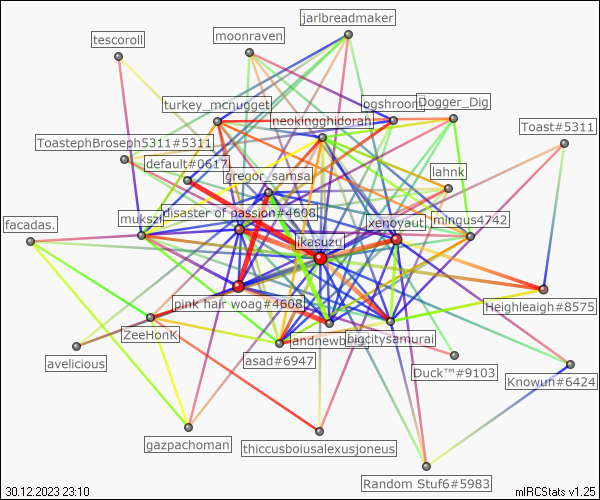 jarlbreadmaker
moonraven
tescoroll
turkey_mcnugget
pgshroom
Dogger_Dig
neokingghidorah
Toast#5311
ToastephBroseph5311#5311
default#0617
gregor_samsa
lahnk
facadas.
mukszi
disaster of passion#4608
xenoyaut
mingus4742
ikasuzu
pink hair woag#4608
Heighleaigh#8575
ZeeHonK
andnewbo
bigcitysamurai
avelicious
asad#6947
Duck™#9103
Knowun#6424
gazpachoman
thiccusboiusalexusjoneus
Random Stuf6#5983
30.12.2023 23:10
mIRCStats v1.25